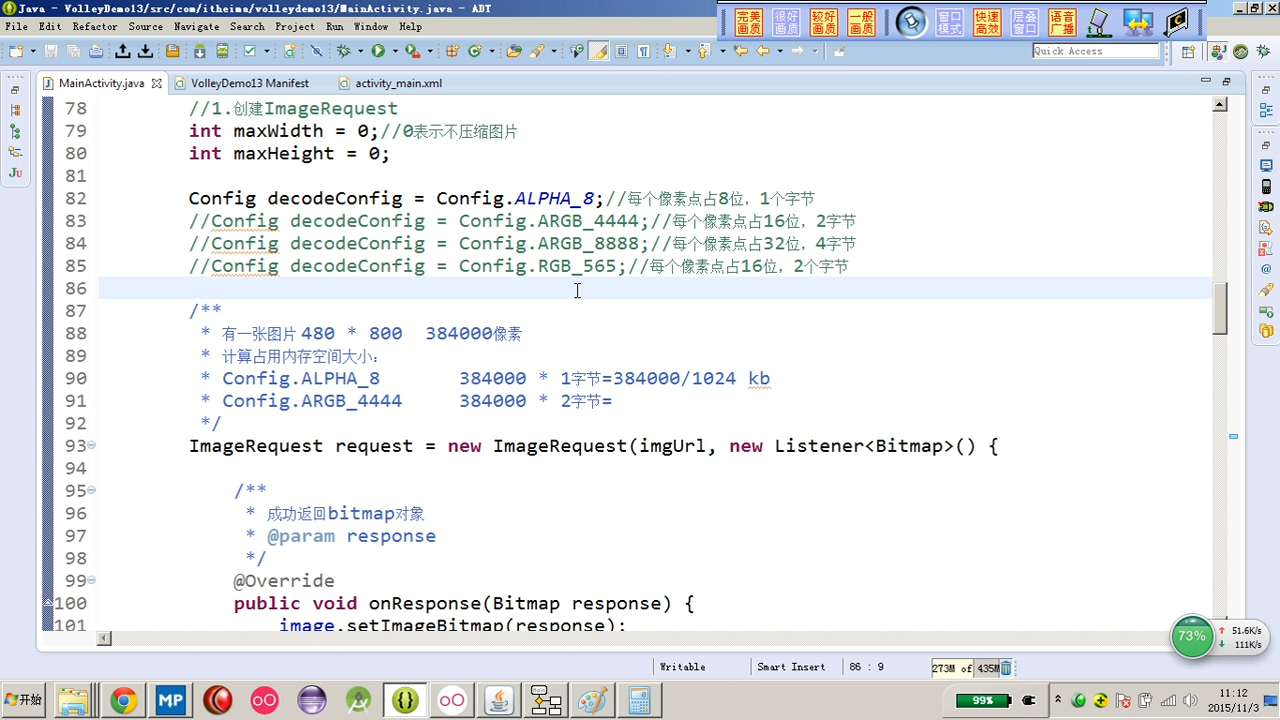 Java - VolleyDemo13/src/com/itheima/volleydemo13/MainActivity.java - ADT
完美画质 很好画质 较好画质 一般画质 窗口模式 快速高效 层叠窗口 语音广播
File Edit Refactor Source Navigate Search Project Run Window Help
Quick Access
MainActivity.java VolleyDemo13 Manifest activity_main.xml
78 //1.创建ImageRequest
79 int maxWidth = 0;//0表示不压缩图片
80 int maxHeight = 0;
81
82 Config decodeConfig = Config.ALPHA_8;//每个像素点占8位，1个字节
83 //Config decodeConfig = Config.ARGB_4444;//每个像素点占16位，2字节
84 //Config decodeConfig = Config.ARGB_8888;//每个像素点占32位，4字节
85 //Config decodeConfig = Config.RGB_565;//每个像素点占16位，2个字节
86
87 /**
88 * 有一张图片 480 * 800 384000像素
89 * 计算占用内存空间大小：
90 * Config.ALPHA_8 384000 * 1字节=384000/1024 kb
91 * Config.ARGB_4444 384000 * 2字节=
92 */
93 ImageRequest request = new ImageRequest(imgUrl, new Listener<Bitmap>() {
94
95 /**
96 * 成功返回bitmap对象
97 * @param response
98 */
99 @Override
100 public void onResponse(Bitmap response) {
101 image.setImageBitmap(response);
73% 51.6K/s
111K/s
Writable Smart Insert 86 : 9 273M of 435M
开始 MP 99% 11:12
2015/11/3